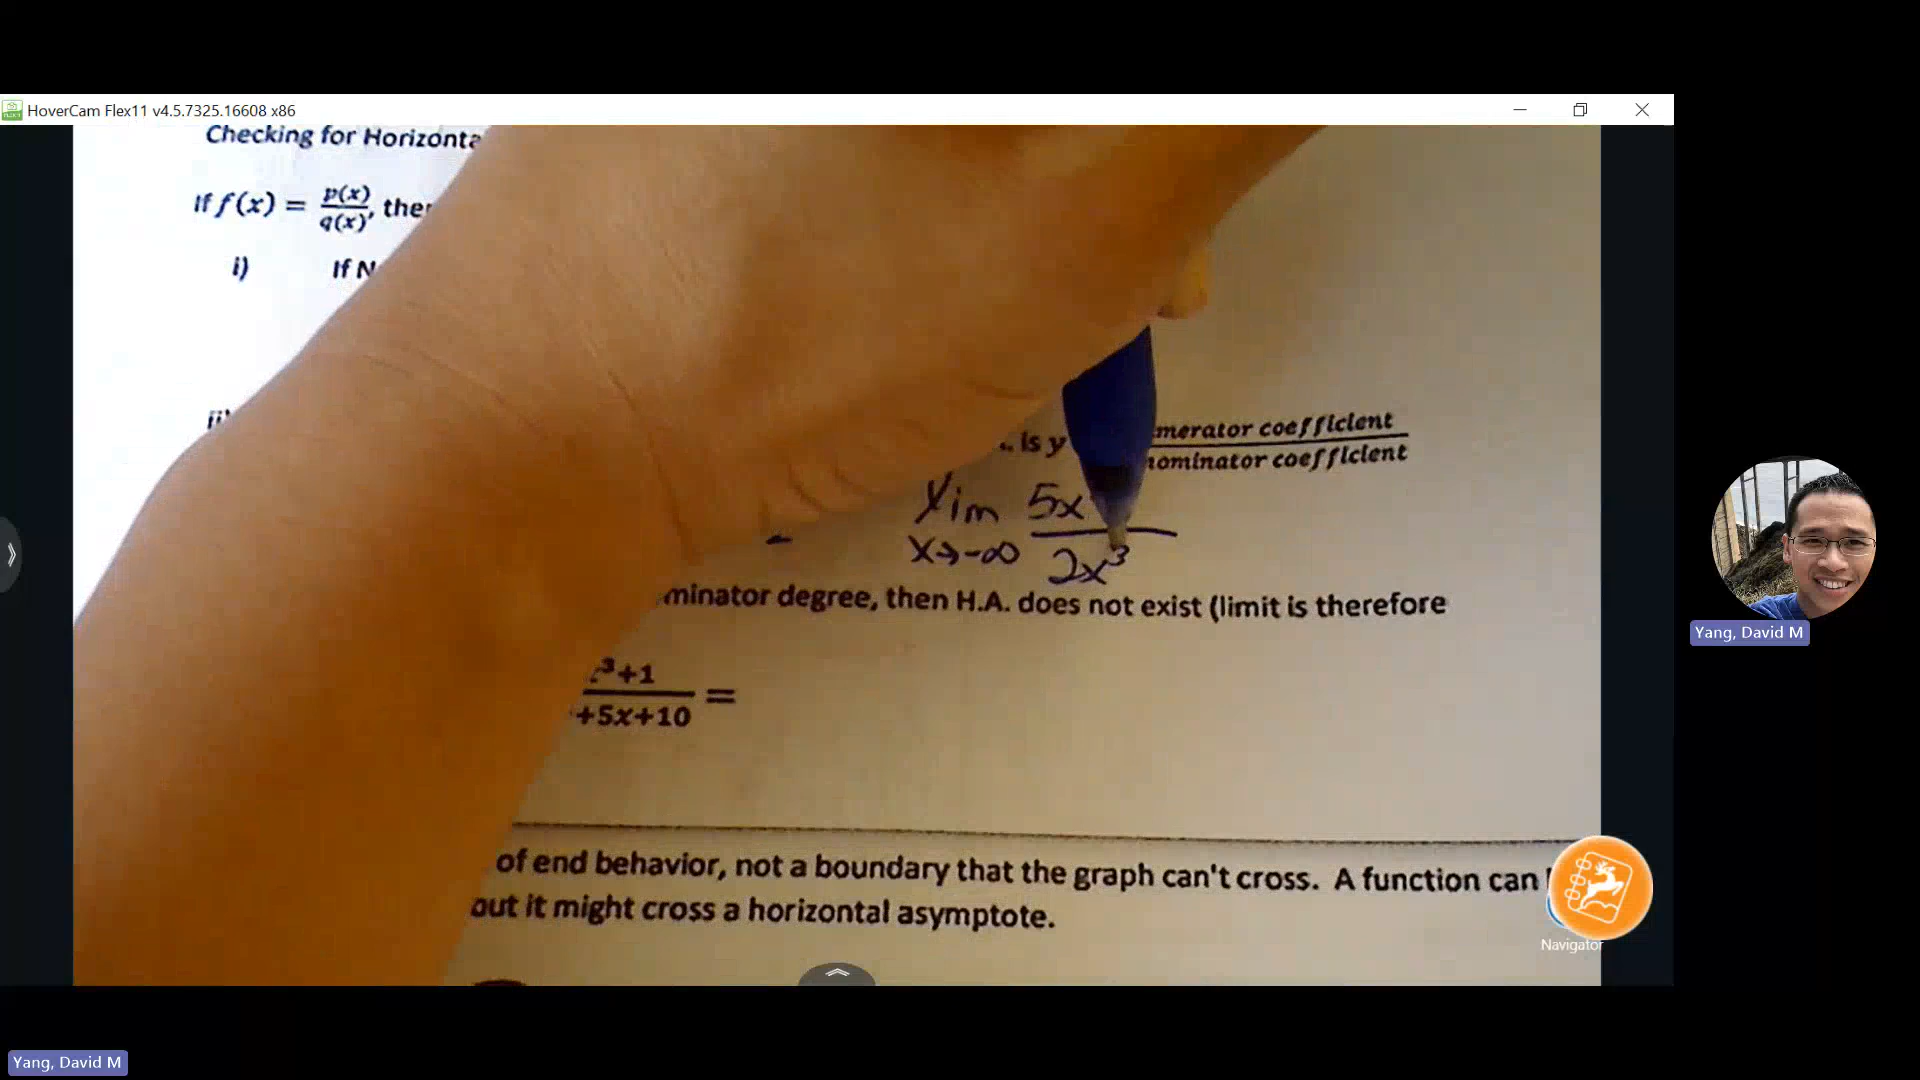 HoverCam Flex11 v4.5.7325.16608 x86
Checking for
If f(x) = p(x)/q(x), then
i) If
is y
merator coefficient
nominator coefficient
lim 5x
x→-∞ 2x³
minator degree, then H.A. does not exist (limit is therefore
³+1
+5x+10 =
of end behavior, not a boundary that the graph can't cross. A function can
but it might cross a horizontal asymptote.
Navigator
Yang, David M
Yang, David M